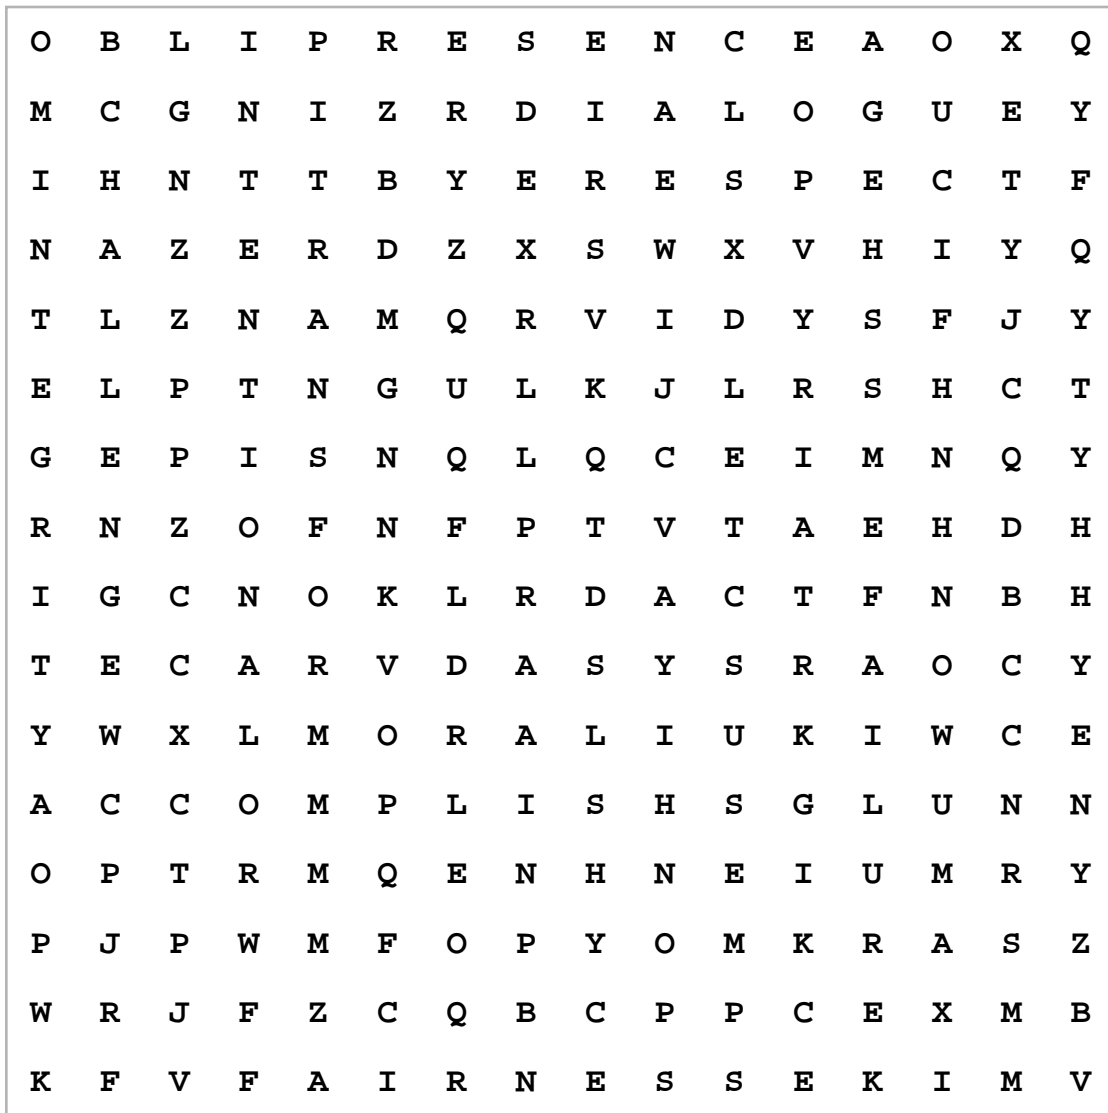 O B L I P R E S E N C E A O X Q
M C G N I Z R D I A L O G U E Y
I H N T T B Y E R E S P E C T F
N A Z E R D Z X S W X V H I Y Q
T L Z N A M Q R V I D Y S F J Y
E L P T N G U L K J L R S H C T
G E P I S N Q L Q C E I M N Q Y
R N Z O F N F P T V T A E H D H
I G C N O K L R D A C T F N B H
T E C A R V D A S Y S R A O C Y
Y W X L M O R A L I U K I W C E
A C C O M P L I S H S G L U N N
O P T R M Q E N H N E I U M R Y
P J P W M F O P Y O M K R A S Z
W R J F Z C Q B C P P C E X M B
K F V F A I R N E S S E K I M V